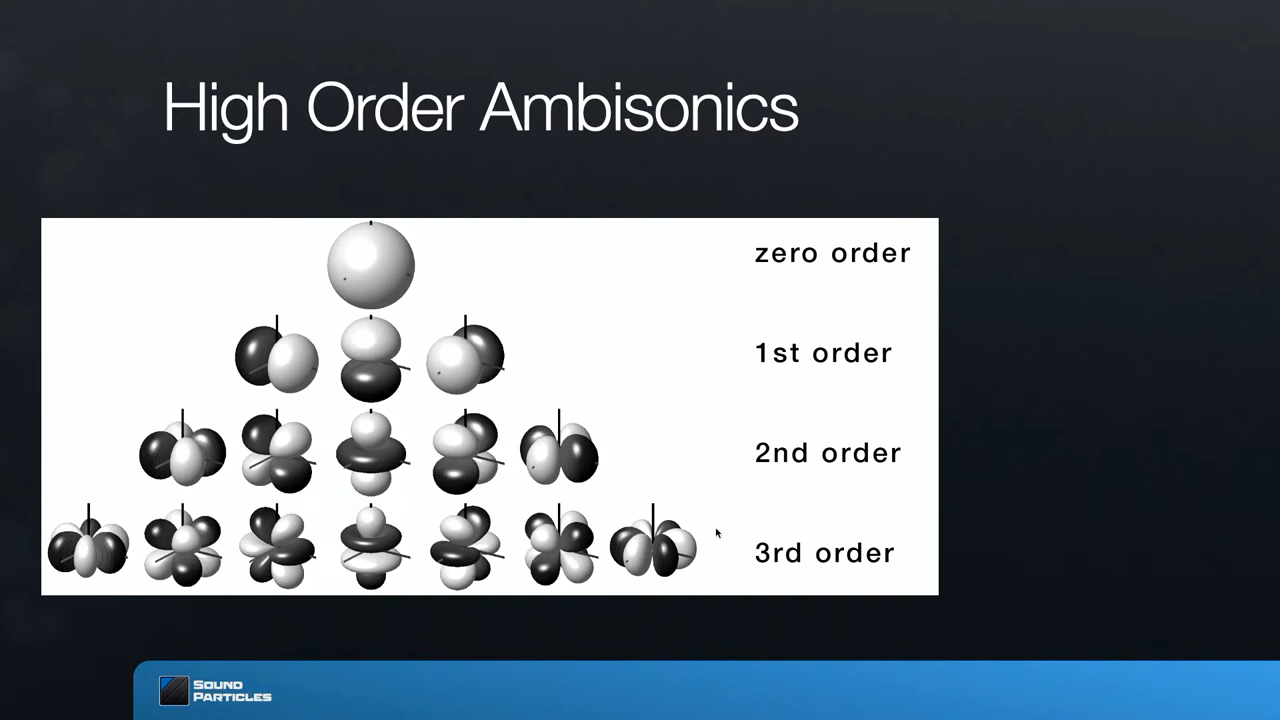 High Order Ambisonics
zero order
1st order
2nd order
3rd order
SOUND
PARTICLES